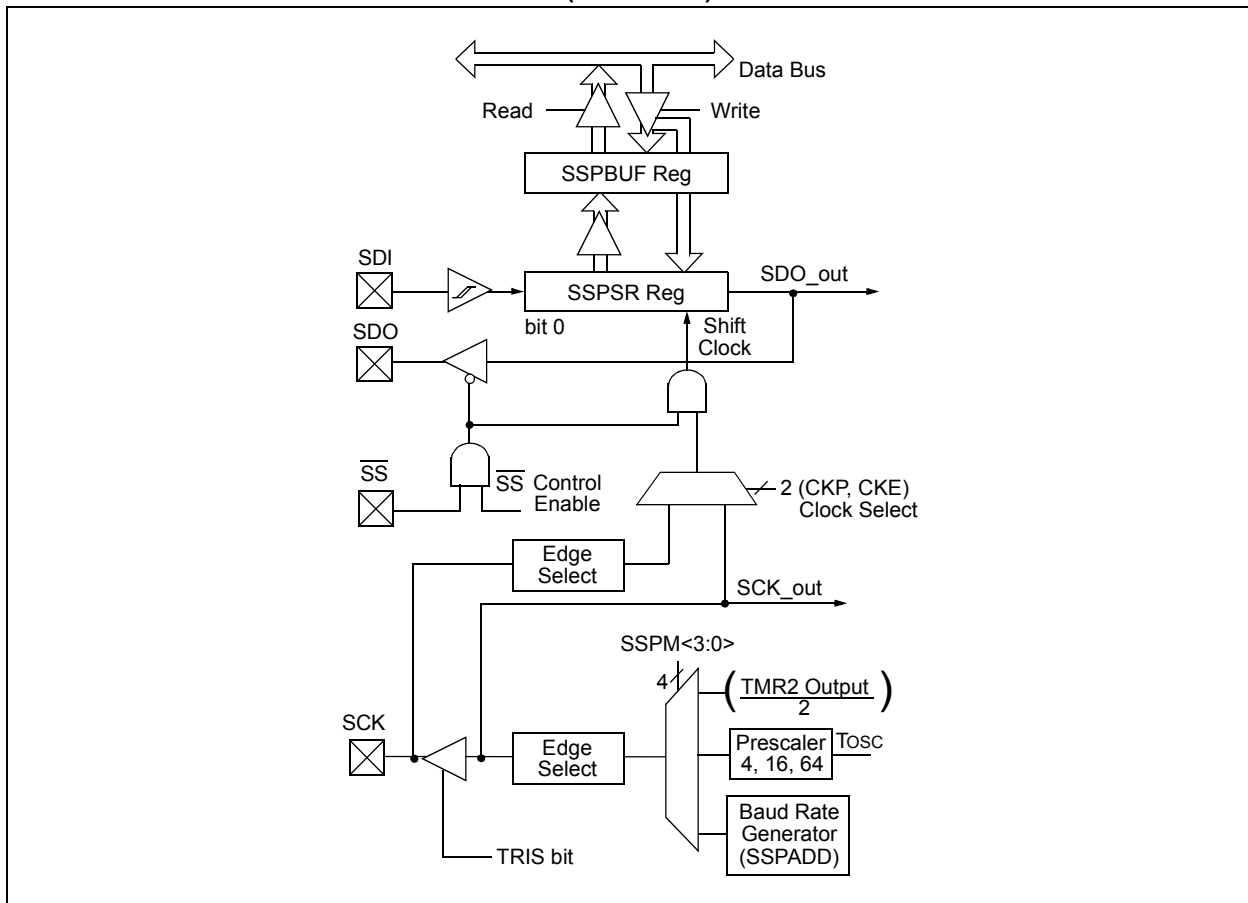 Data Bus
Read
Write
SSPBUF Reg
SDI
SSPSR Reg
SDO_out
bit 0
Shift
Clock
SDO
SS
SS Control
Enable
2 (CKP, CKE)
Clock Select
Edge
Select
SCK_out
SSPM<3:0>
4
(TMR2 Output)
2
SCK
Edge
Select
Prescaler
4, 16, 64
TOSC
Baud Rate
Generator
(SSPADD)
TRIS bit